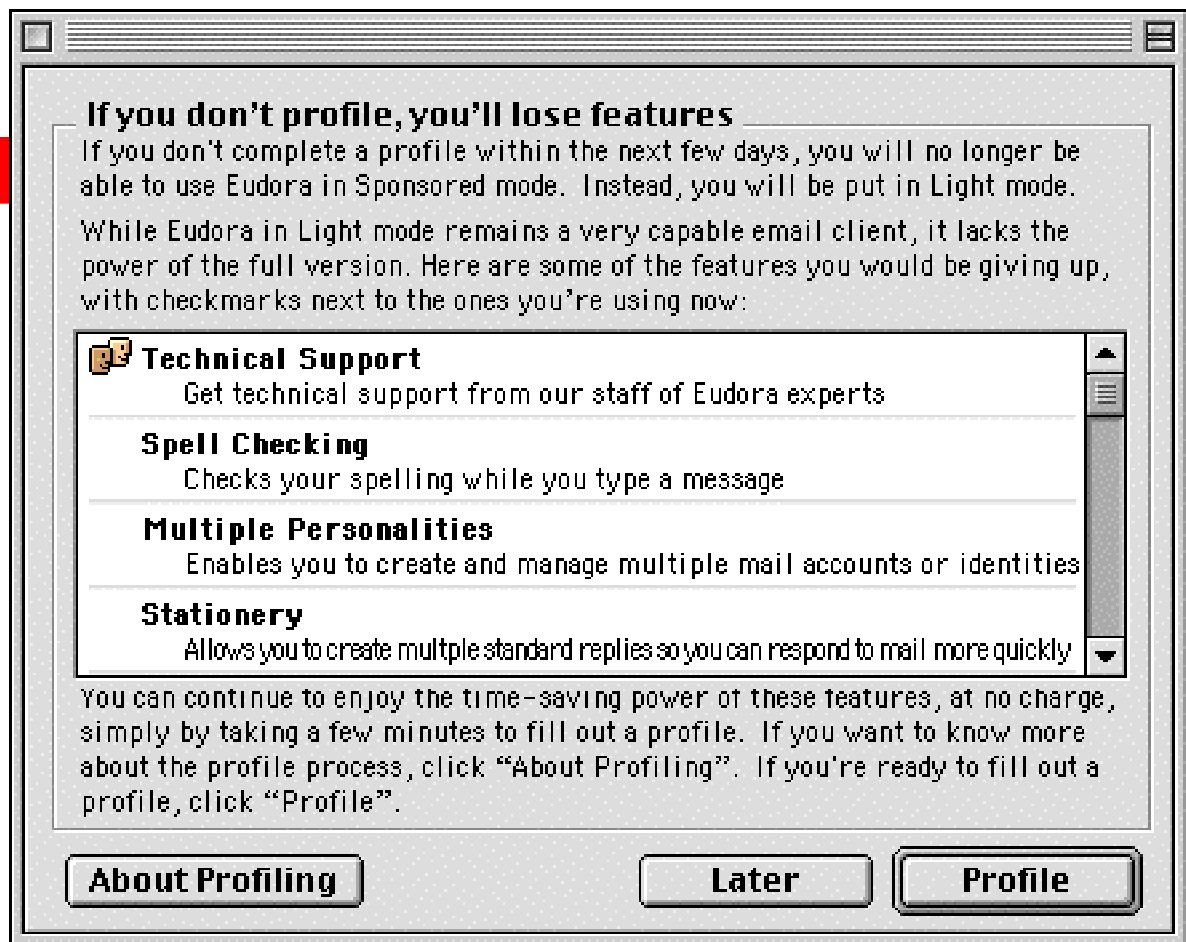 If you don't profile, you'll lose features
If you don't complete a profile within the next few days, you will no longer be
able to use Eudora in Sponsored mode. Instead, you will be put in Light mode.
While Eudora in Light mode remains a very capable email client, it lacks the
power of the full version. Here are some of the features you would be giving up,
with checkmarks next to the ones you're using now:
Technical Support
Get technical support from our staff of Eudora experts
Spell Checking
Checks your spelling while you type a message
Multiple Personalities
Enables you to create and manage multiple mail accounts or identities
Stationery
Allows you to create multple standard replies so you can respond to mail more quickly
You can continue to enjoy the time-saving power of these features, at no charge,
simply by taking a few minutes to fill out a profile. If you want to know more
about the profile process, click “About Profiling”. If you're ready to fill out a
profile, click “Profile”.
About Profiling Later Profile